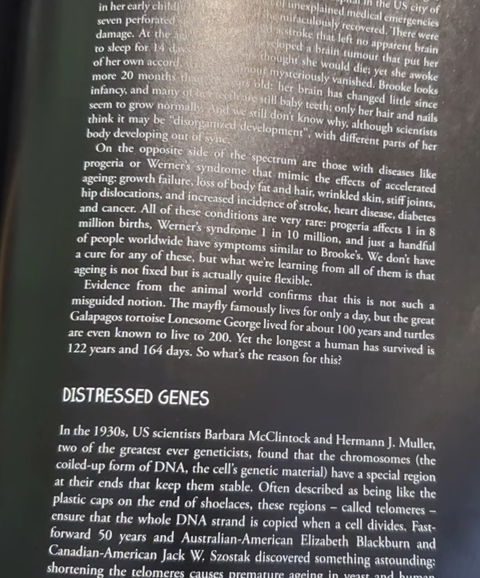 in the US city of
in her early childh unexplained medical emergencies
seven perforated miraculously recovered. There were
damage. At the a stroke that left no apparent brain
to sleep for 14 da developed a brain tumour that put her
of her own accord. thought she would die; yet she awoke
more 20 months mysteriously vanished. Brooke looks
infancy, and many of her teeth are still baby teeth; only her hair and nails
seem to grow normally. And we still don't know why, although scientists
think it may be "disorganized development", with different parts of her
body developing out of sync.
On the opposite side of the spectrum are those with diseases like
progeria or Werner's syndrome that mimic the effects of accelerated
ageing: growth failure, loss of body fat and hair, wrinkled skin, stiff joints,
hip dislocations, and increased incidence of stroke, heart disease, diabetes
and cancer. All of these conditions are very rare: progeria affects 1 in 8
million births, Werner's syndrome 1 in 10 million, and just a handful
of people worldwide have symptoms similar to Brooke's. We don't have
a cure for any of these, but what we're learning from all of them is that
ageing is not fixed but is actually quite flexible.
Evidence from the animal world confirms that this is not such a
misguided notion. The mayfly famously lives for only a day, but the great
Galapagos tortoise Lonesome George lived for about 100 years and turtles
are even known to live to 200. Yet the longest a human has survived is
122 years and 164 days. So what's the reason for this?
DISTRESSED GENES
In the 1930s, US scientists Barbara McClintock and Hermann J. Muller,
two of the greatest ever geneticists, found that the chromosomes (the
coiled-up form of DNA, the cell's genetic material) have a special region
at their ends that keep them stable. Often described as being like the
plastic caps on the end of shoelaces, these regions – called telomeres –
ensure that the whole DNA strand is copied when a cell divides. Fast-
forward 50 years and Australian-American Elizabeth Blackburn and
Canadian-American Jack W. Szostak discovered something astounding:
shortening the telomeres causes premature ageing in yeast and human